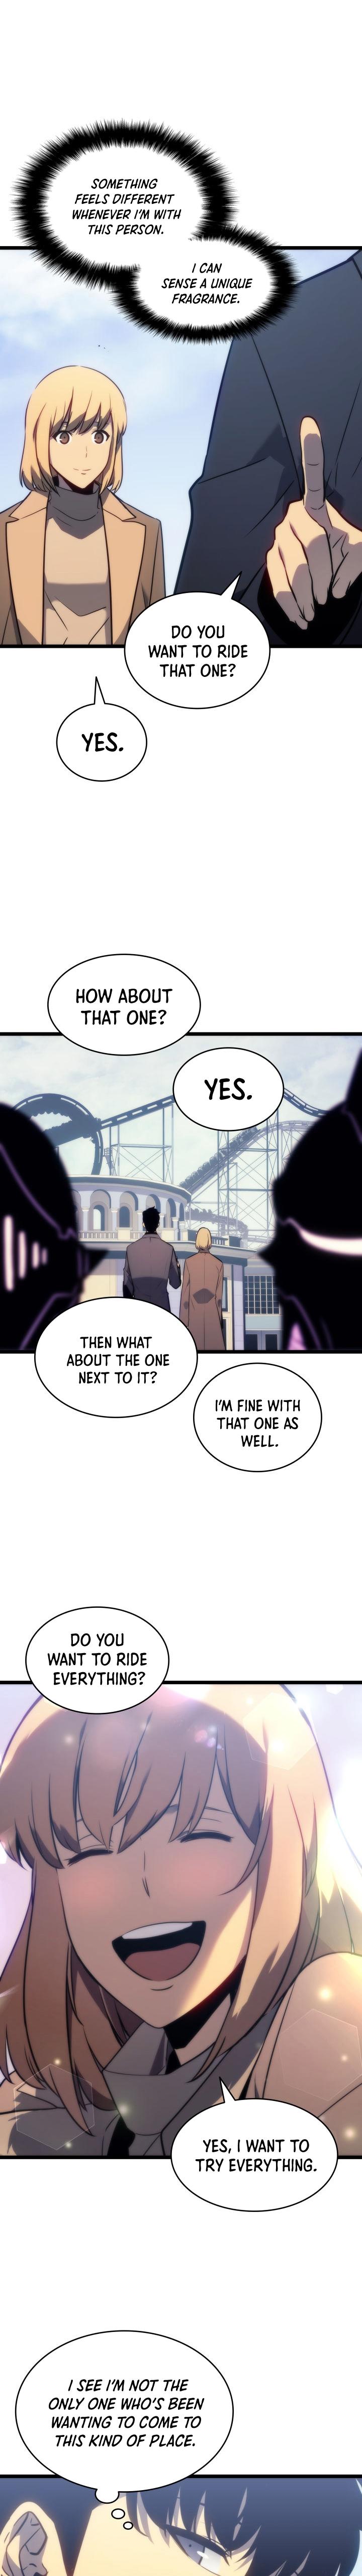 SOMETHING
FEELS DIFFERENT
WHENEVER I'M WITH
THIS PERSON.
I CAN
SENSE A UNIQUE
FRAGRANCE.
DO YOU
WANT TO RIDE
THAT ONE?
YES.
HOW ABOUT
THAT ONE?
YES.
THEN WHAT
ABOUT THE ONE
NEXT TO IT?
I'M FINE WITH
THAT ONE AS
WELL.
DO YOU
WANT TO RIDE
EVERYTHING?
YES, I WANT TO
TRY EVERYTHING.
I SEE I'M NOT THE
ONLY ONE WHO'S BEEN
WANTING TO COME TO
THIS KIND OF PLACE.